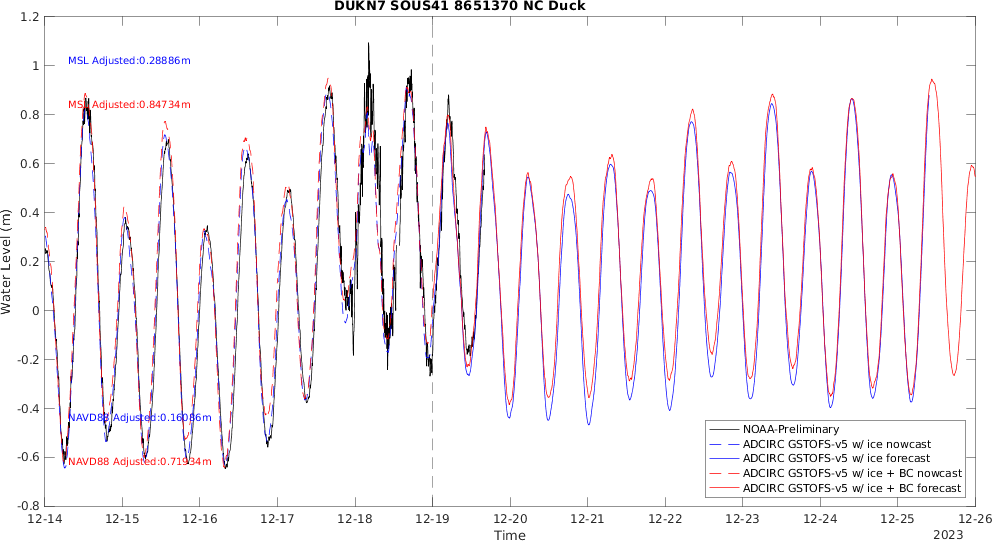 DUKN7 SOUS41 8651370 NC Duck
Water Level (m)
1.2
1
0.8
0.6
0.4
0.2
0
-0.2
-0.4
-0.6
-0.8
MSL Adjusted:0.28886m
MSL Adjusted:0.84734m
NAVD88 Adjusted:0.16086m
NAVD88 Adjusted:0.71934m
NOAA-Preliminary
ADCIRC GSTOFS-v5 w/ ice nowcast
ADCIRC GSTOFS-v5 w/ ice forecast
ADCIRC GSTOFS-v5 w/ ice + BC nowcast
ADCIRC GSTOFS-v5 w/ ice + BC forecast
12-14 12-15 12-16 12-17 12-18 12-19 12-20 12-21 12-22 12-23 12-24 12-25 12-26
Time
2023